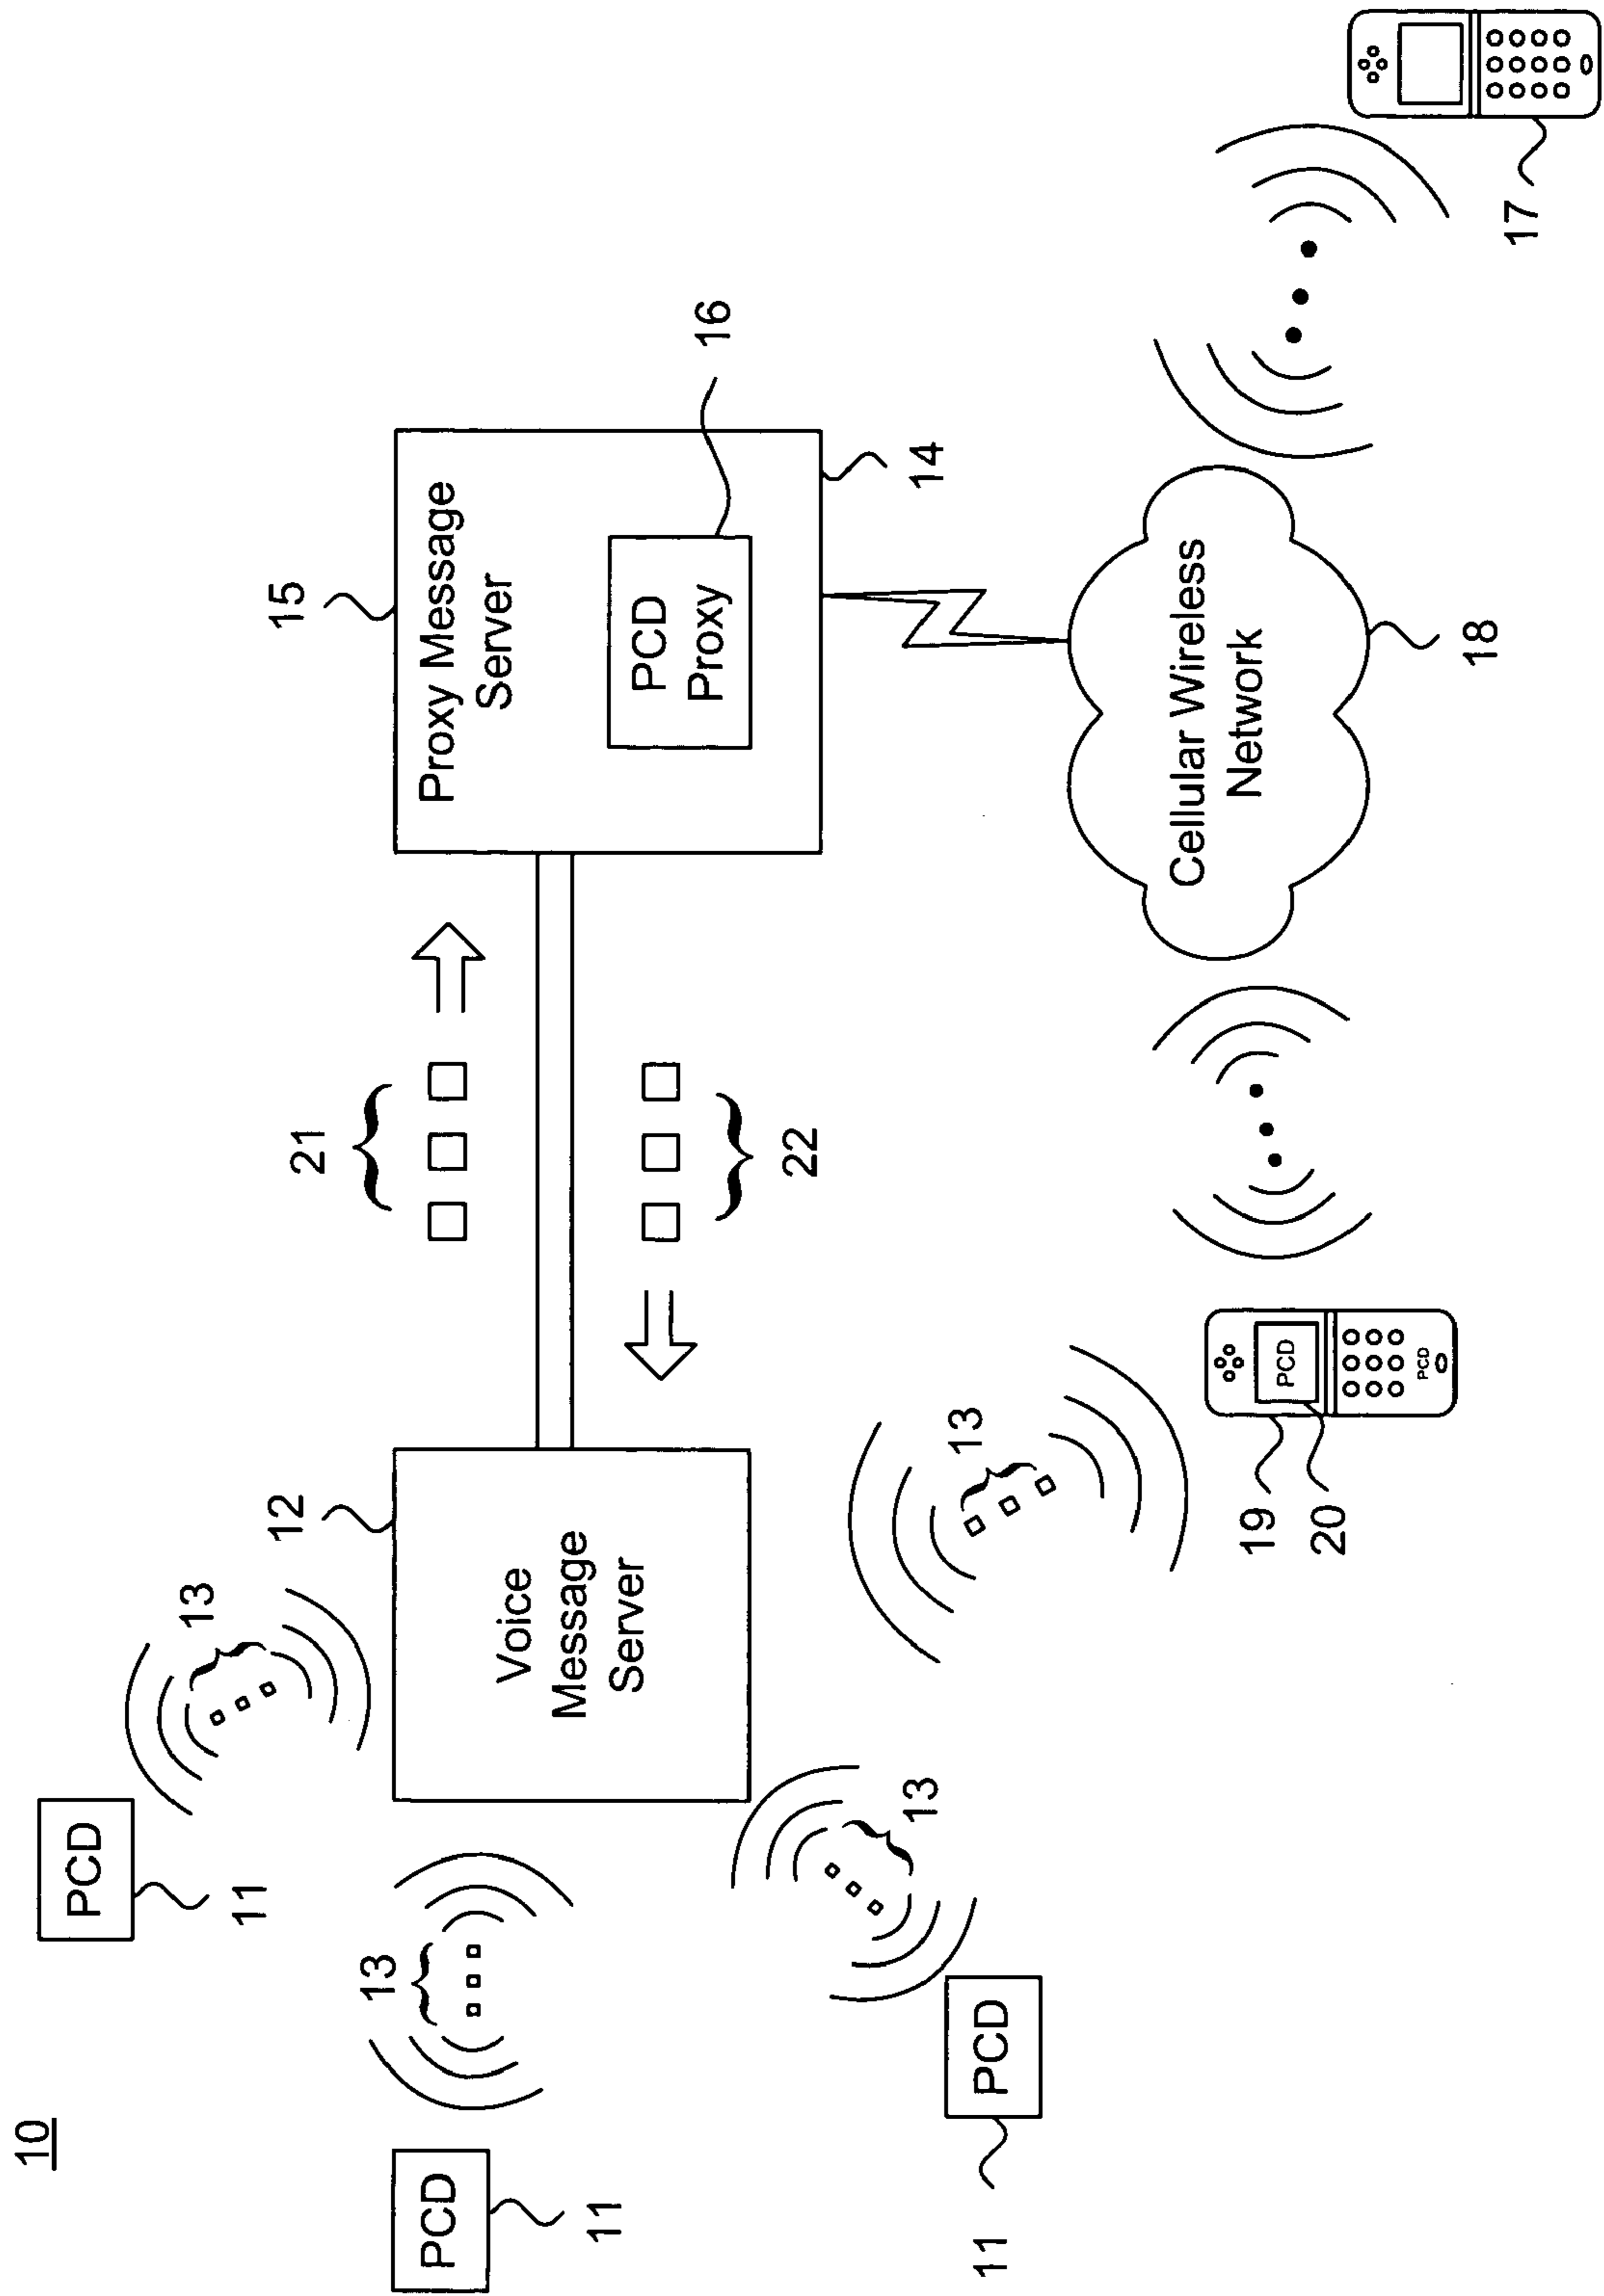 10
PCD
11
13
12
15
21
13
PCD
11
Proxy Message
Server
Voice
Message
Server
PCD
Proxy
16
22
13
14
13
11
PCD
Cellular Wireless
Network
19
PCD
20
PCD
18
17